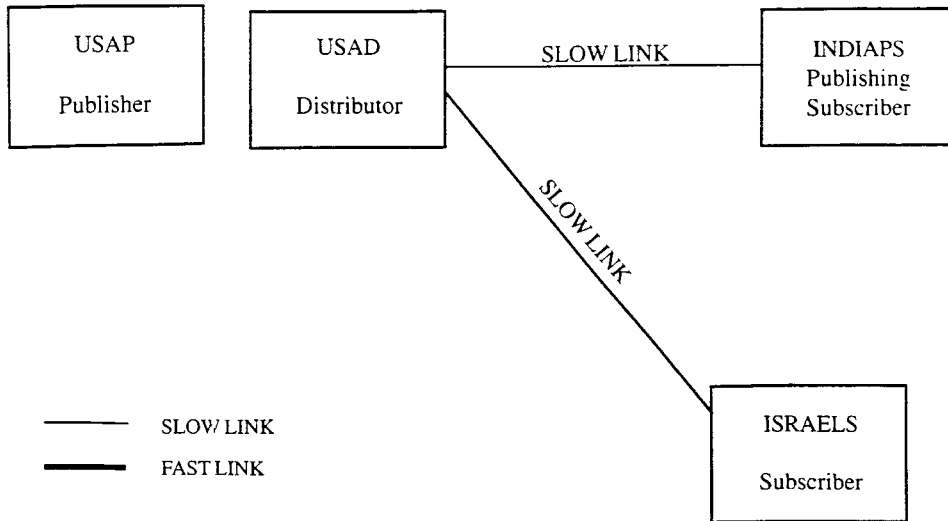 USAP
Publisher
USAD
Distributor
SLOW LINK
INDIAPS
Publishing
Subscriber
SLOW LINK
ISRAELS
Subscriber
SLOW LINK
FAST LINK